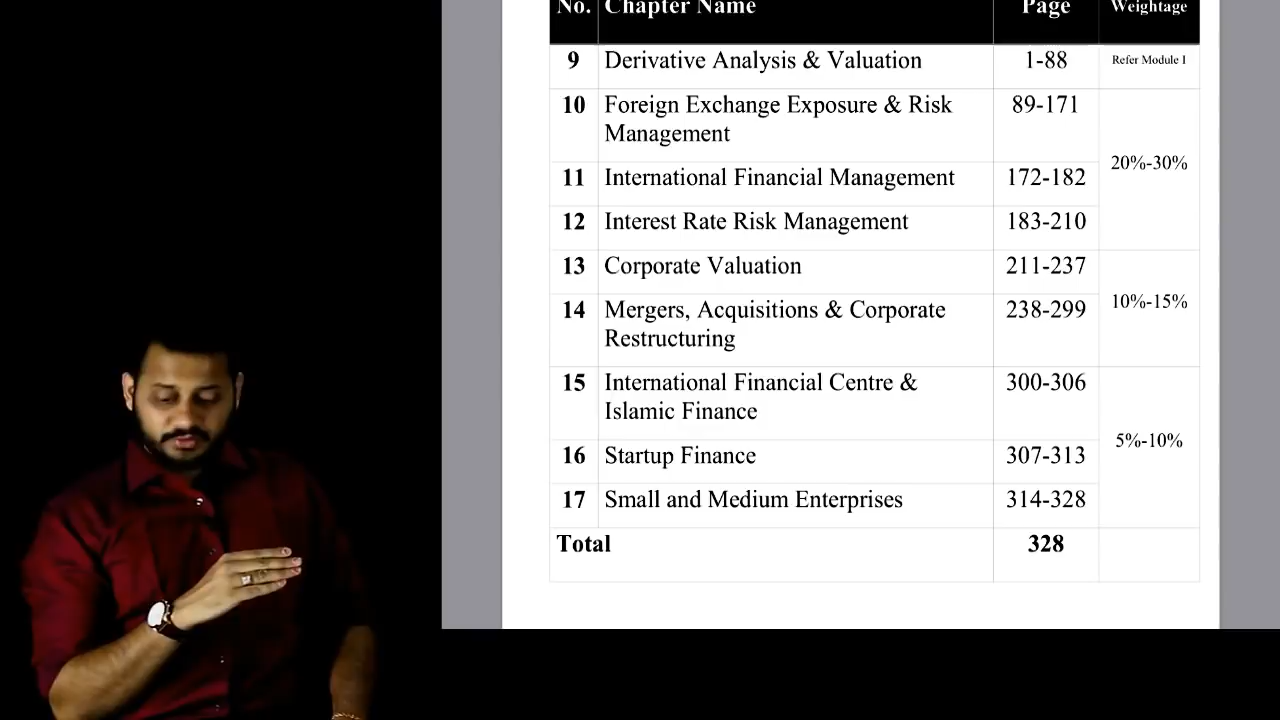 No. Chapter Name Page Weightage
9 Derivative Analysis & Valuation 1-88 Refer Module I
10 Foreign Exchange Exposure & Risk 89-171
Management
20%-30%
11 International Financial Management 172-182
12 Interest Rate Risk Management 183-210
13 Corporate Valuation 211-237
10%-15%
14 Mergers, Acquisitions & Corporate 238-299
Restructuring
15 International Financial Centre & 300-306
Islamic Finance
5%-10%
16 Startup Finance 307-313
17 Small and Medium Enterprises 314-328
Total 328